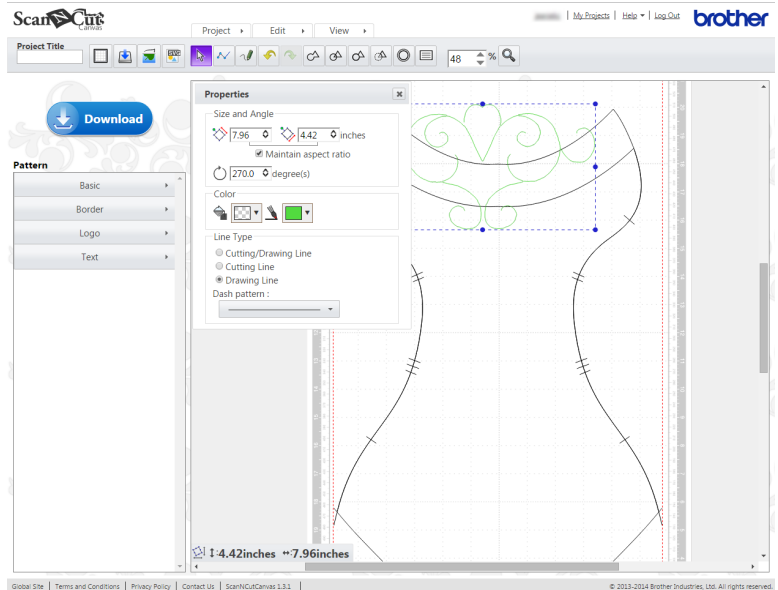 ScanNCut
Canvas
Project Edit View
My Projects | Help | Log Out
brother
Project Title
SVG
48 %
Download
Pattern
Basic
Border
Logo
Text
Properties
Size and Angle
7.96 4.42 inches
Maintain aspect ratio
270.0 degree(s)
Color
Line Type
Cutting/Drawing Line
Cutting Line
Drawing Line
Dash pattern :
4.42inches 7.96inches
Global Site | Terms and Conditions | Privacy Policy | Contact Us | ScanNCutCanvas 1.3.1 |
© 2013-2014 Brother Industries, Ltd. All rights reserved.